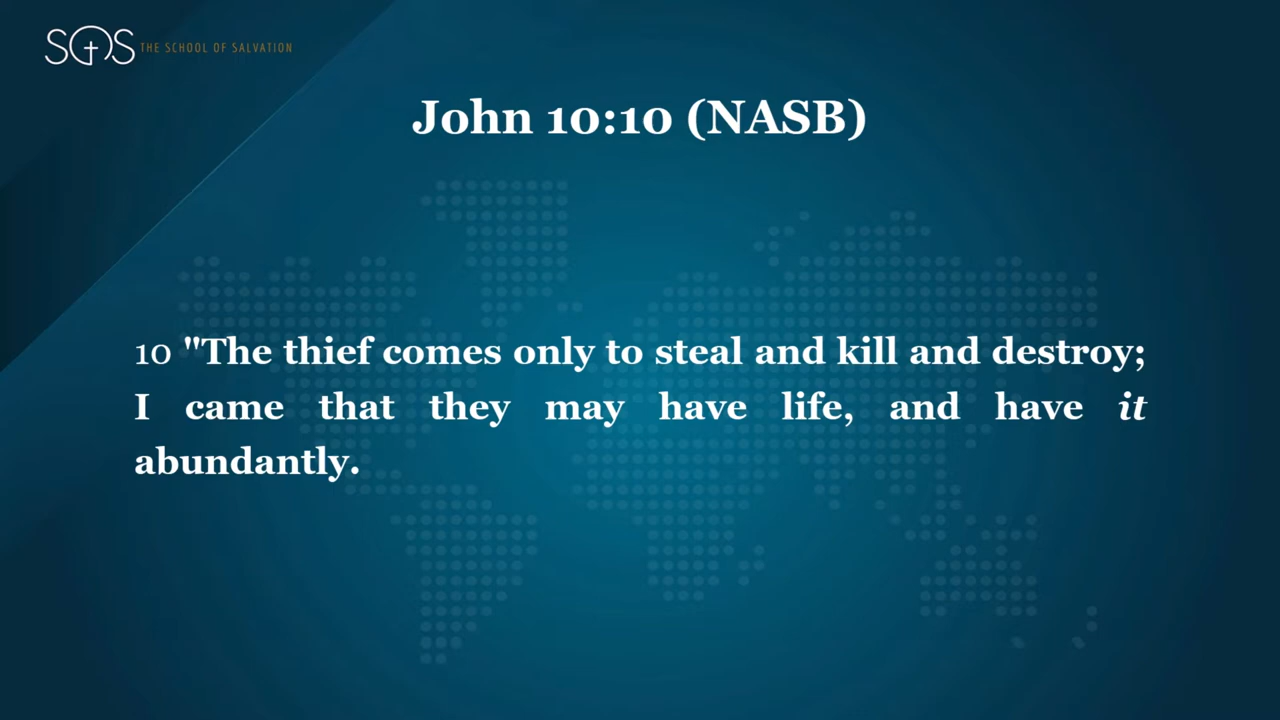 SOS THE SCHOOL OF SALVATION
John 10:10 (NASB)
10 "The thief comes only to steal and kill and destroy;
I came that they may have life, and have it
abundantly.